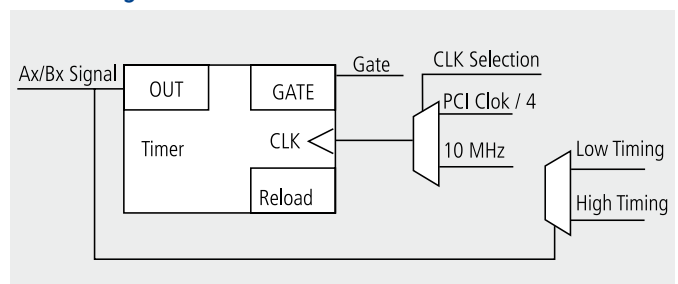 Ax/Bx Signal
OUT
GATE
Timer
CLK
Reload
Gate
CLK Selection
PCI Clok / 4
10 MHz
Low Timing
High Timing